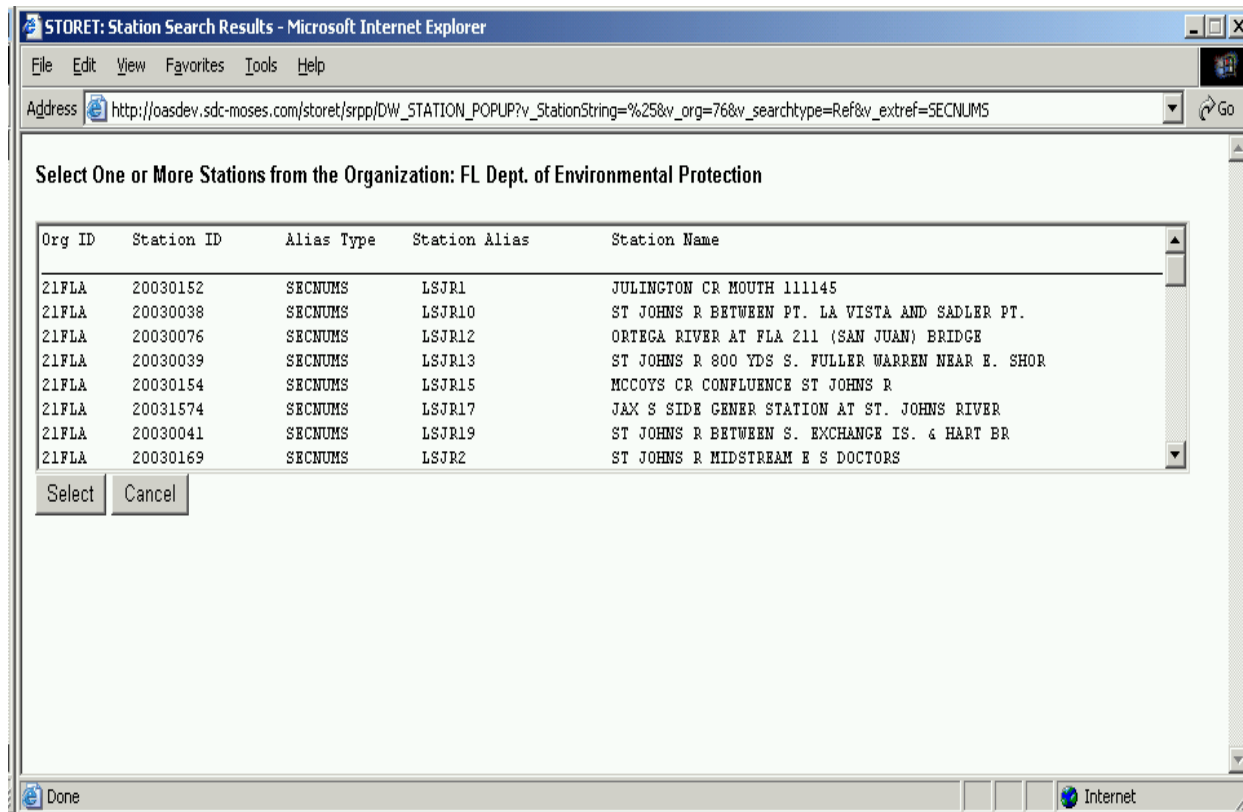 STORET: Station Search Results - Microsoft Internet Explorer
File Edit View Favorites Tools Help
Address http://oasdev.sdc-moses.com/storet/srpp/DW_STATION_POPUP?v_StationString=%25&v_org=76&v_searchtype=Ref&v_extref=SECNUMS Go
Select One or More Stations from the Organization: FL Dept. of Environmental Protection
Org ID Station ID Alias Type Station Alias Station Name
21FLA 20030152 SECNUMS LSJR1 JULINGTON CR MOUTH 111145
21FLA 20030038 SECNUMS LSJR10 ST JOHNS R BETWEEN PT. LA VISTA AND SADLER PT.
21FLA 20030076 SECNUMS LSJR12 ORTEGA RIVER AT FLA 211 (SAN JUAN) BRIDGE
21FLA 20030039 SECNUMS LSJR13 ST JOHNS R 800 YDS S. FULLER WARREN NEAR E. SHOR
21FLA 20030154 SECNUMS LSJR15 MCCOYS CR CONFLUENCE ST JOHNS R
21FLA 20031574 SECNUMS LSJR17 JAX S SIDE GENER STATION AT ST. JOHNS RIVER
21FLA 20030041 SECNUMS LSJR19 ST JOHNS R BETWEEN S. EXCHANGE IS. & HART BR
21FLA 20030169 SECNUMS LSJR2 ST JOHNS R MIDSTREAM E S DOCTORS
Select Cancel
Done Internet